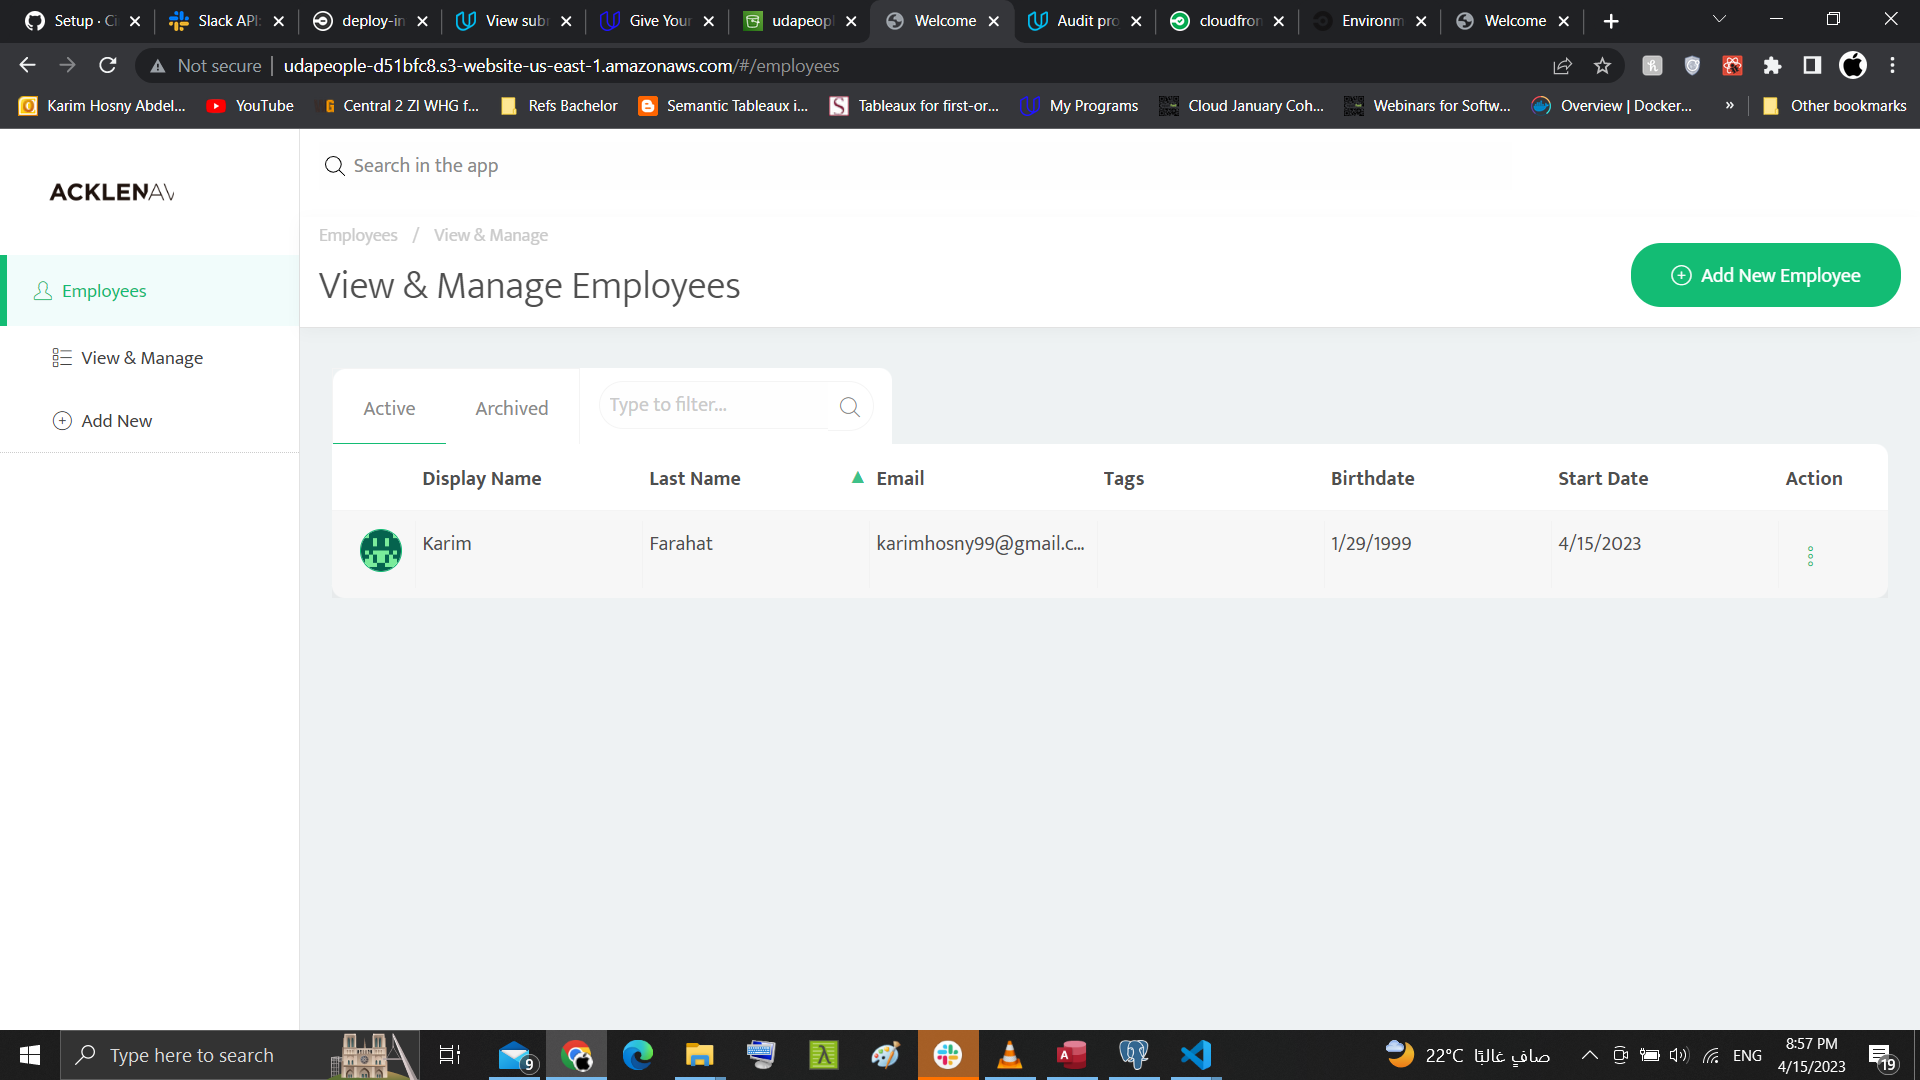 Setup · Ci
Slack API:
deploy-in
View subr
Give Your
udapeopl
Welcome
Audit pro
cloudfron
Environm
Welcome
Not secure
udapeople-d51bfc8.s3-website-us-east-1.amazonaws.com/#/employees
Karim Hosny Abdel...
YouTube
Central 2 ZI WHG f...
Refs Bachelor
Semantic Tableaux i...
Tableaux for first-or...
My Programs
Cloud January Coh...
Webinars for Softw...
Overview | Docker...
»
Other bookmarks
ACKLENAV
Search in the app
Employees / View & Manage
View & Manage Employees
Add New Employee
Employees
View & Manage
Add New
Active
Archived
Type to filter...
Display Name
Last Name
Email
Tags
Birthdate
Start Date
Action
Karim
Farahat
karimhosny99@gmail.c...
1/29/1999
4/15/2023
Type here to search
9
22°C صافٍ غالبًا
ENG
8:57 PM
4/15/2023
19